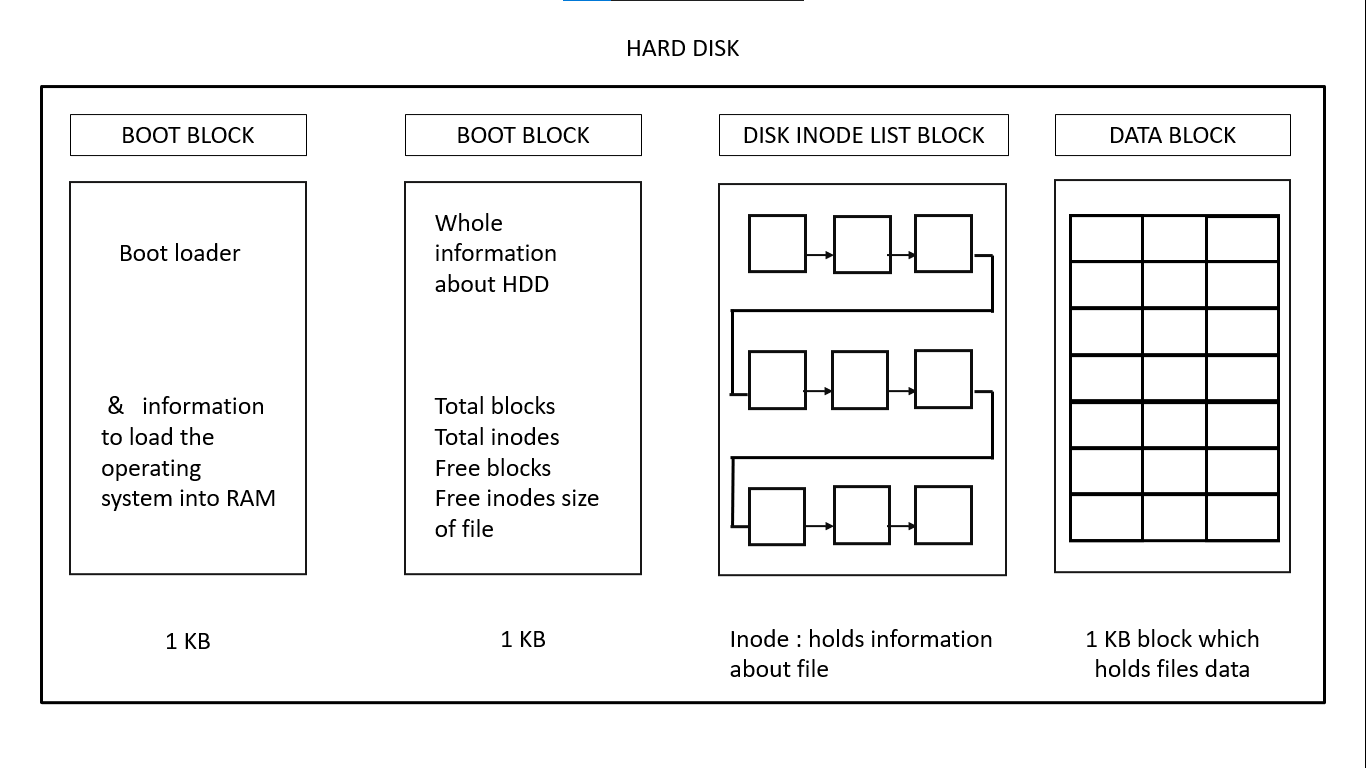 HARD DISK
BOOT BLOCK
Boot loader
& information
to load the
operating
system into RAM
1 KB
BOOT BLOCK
Whole
information
about HDD
Total blocks
Total inodes
Free blocks
Free inodes size
of file
1 KB
DISK INODE LIST BLOCK
Inode : holds information
about file
DATA BLOCK
1 KB block which
holds files data